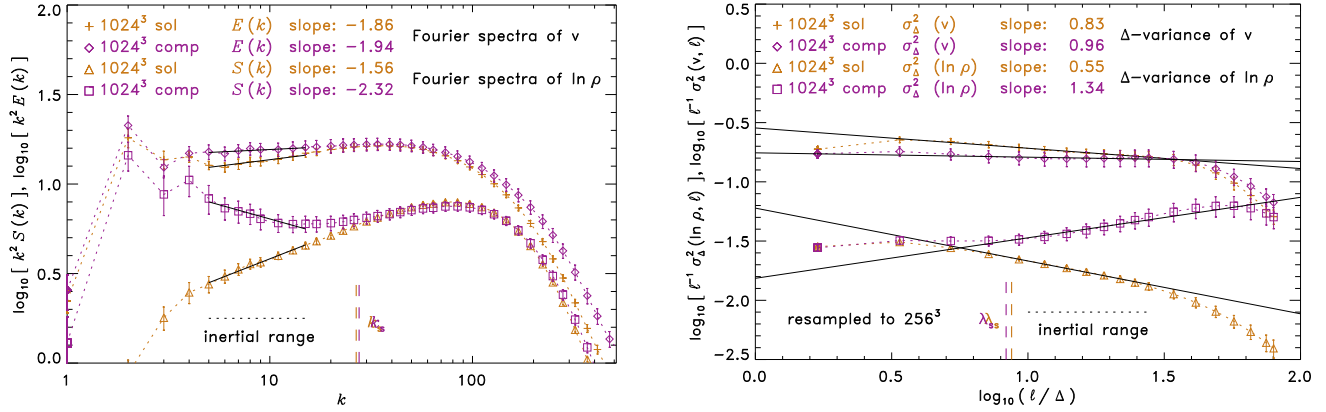 1024³ sol E(k) slope: −1.86
1024³ comp E(k) slope: −1.94
Fourier spectra of v
1024³ sol S(k) slope: −1.56
1024³ comp S(k) slope: −2.32
Fourier spectra of ln ρ
log₁₀ [ k² S(k) ], log₁₀ [ k² E(k) ]
2.0
1.5
1.0
0.5
0.0
inertial range
kₛₛ
1 10 100
k
1024³ sol σ²_Δ (v) slope: 0.83
1024³ comp σ²_Δ (v) slope: 0.96
Δ-variance of v
1024³ sol σ²_Δ (ln ρ) slope: 0.55
1024³ comp σ²_Δ (ln ρ) slope: 1.34
Δ-variance of ln ρ
log₁₀ [ ℓ⁻¹ σ²_Δ(ln ρ, ℓ) ], log₁₀ [ ℓ⁻¹ σ²_Δ(v, ℓ) ]
0.5
0.0
−0.5
−1.0
−1.5
−2.0
−2.5
resampled to 256³
λₛₛ
inertial range
0.0 0.5 1.0 1.5 2.0
log₁₀(ℓ/Δ)